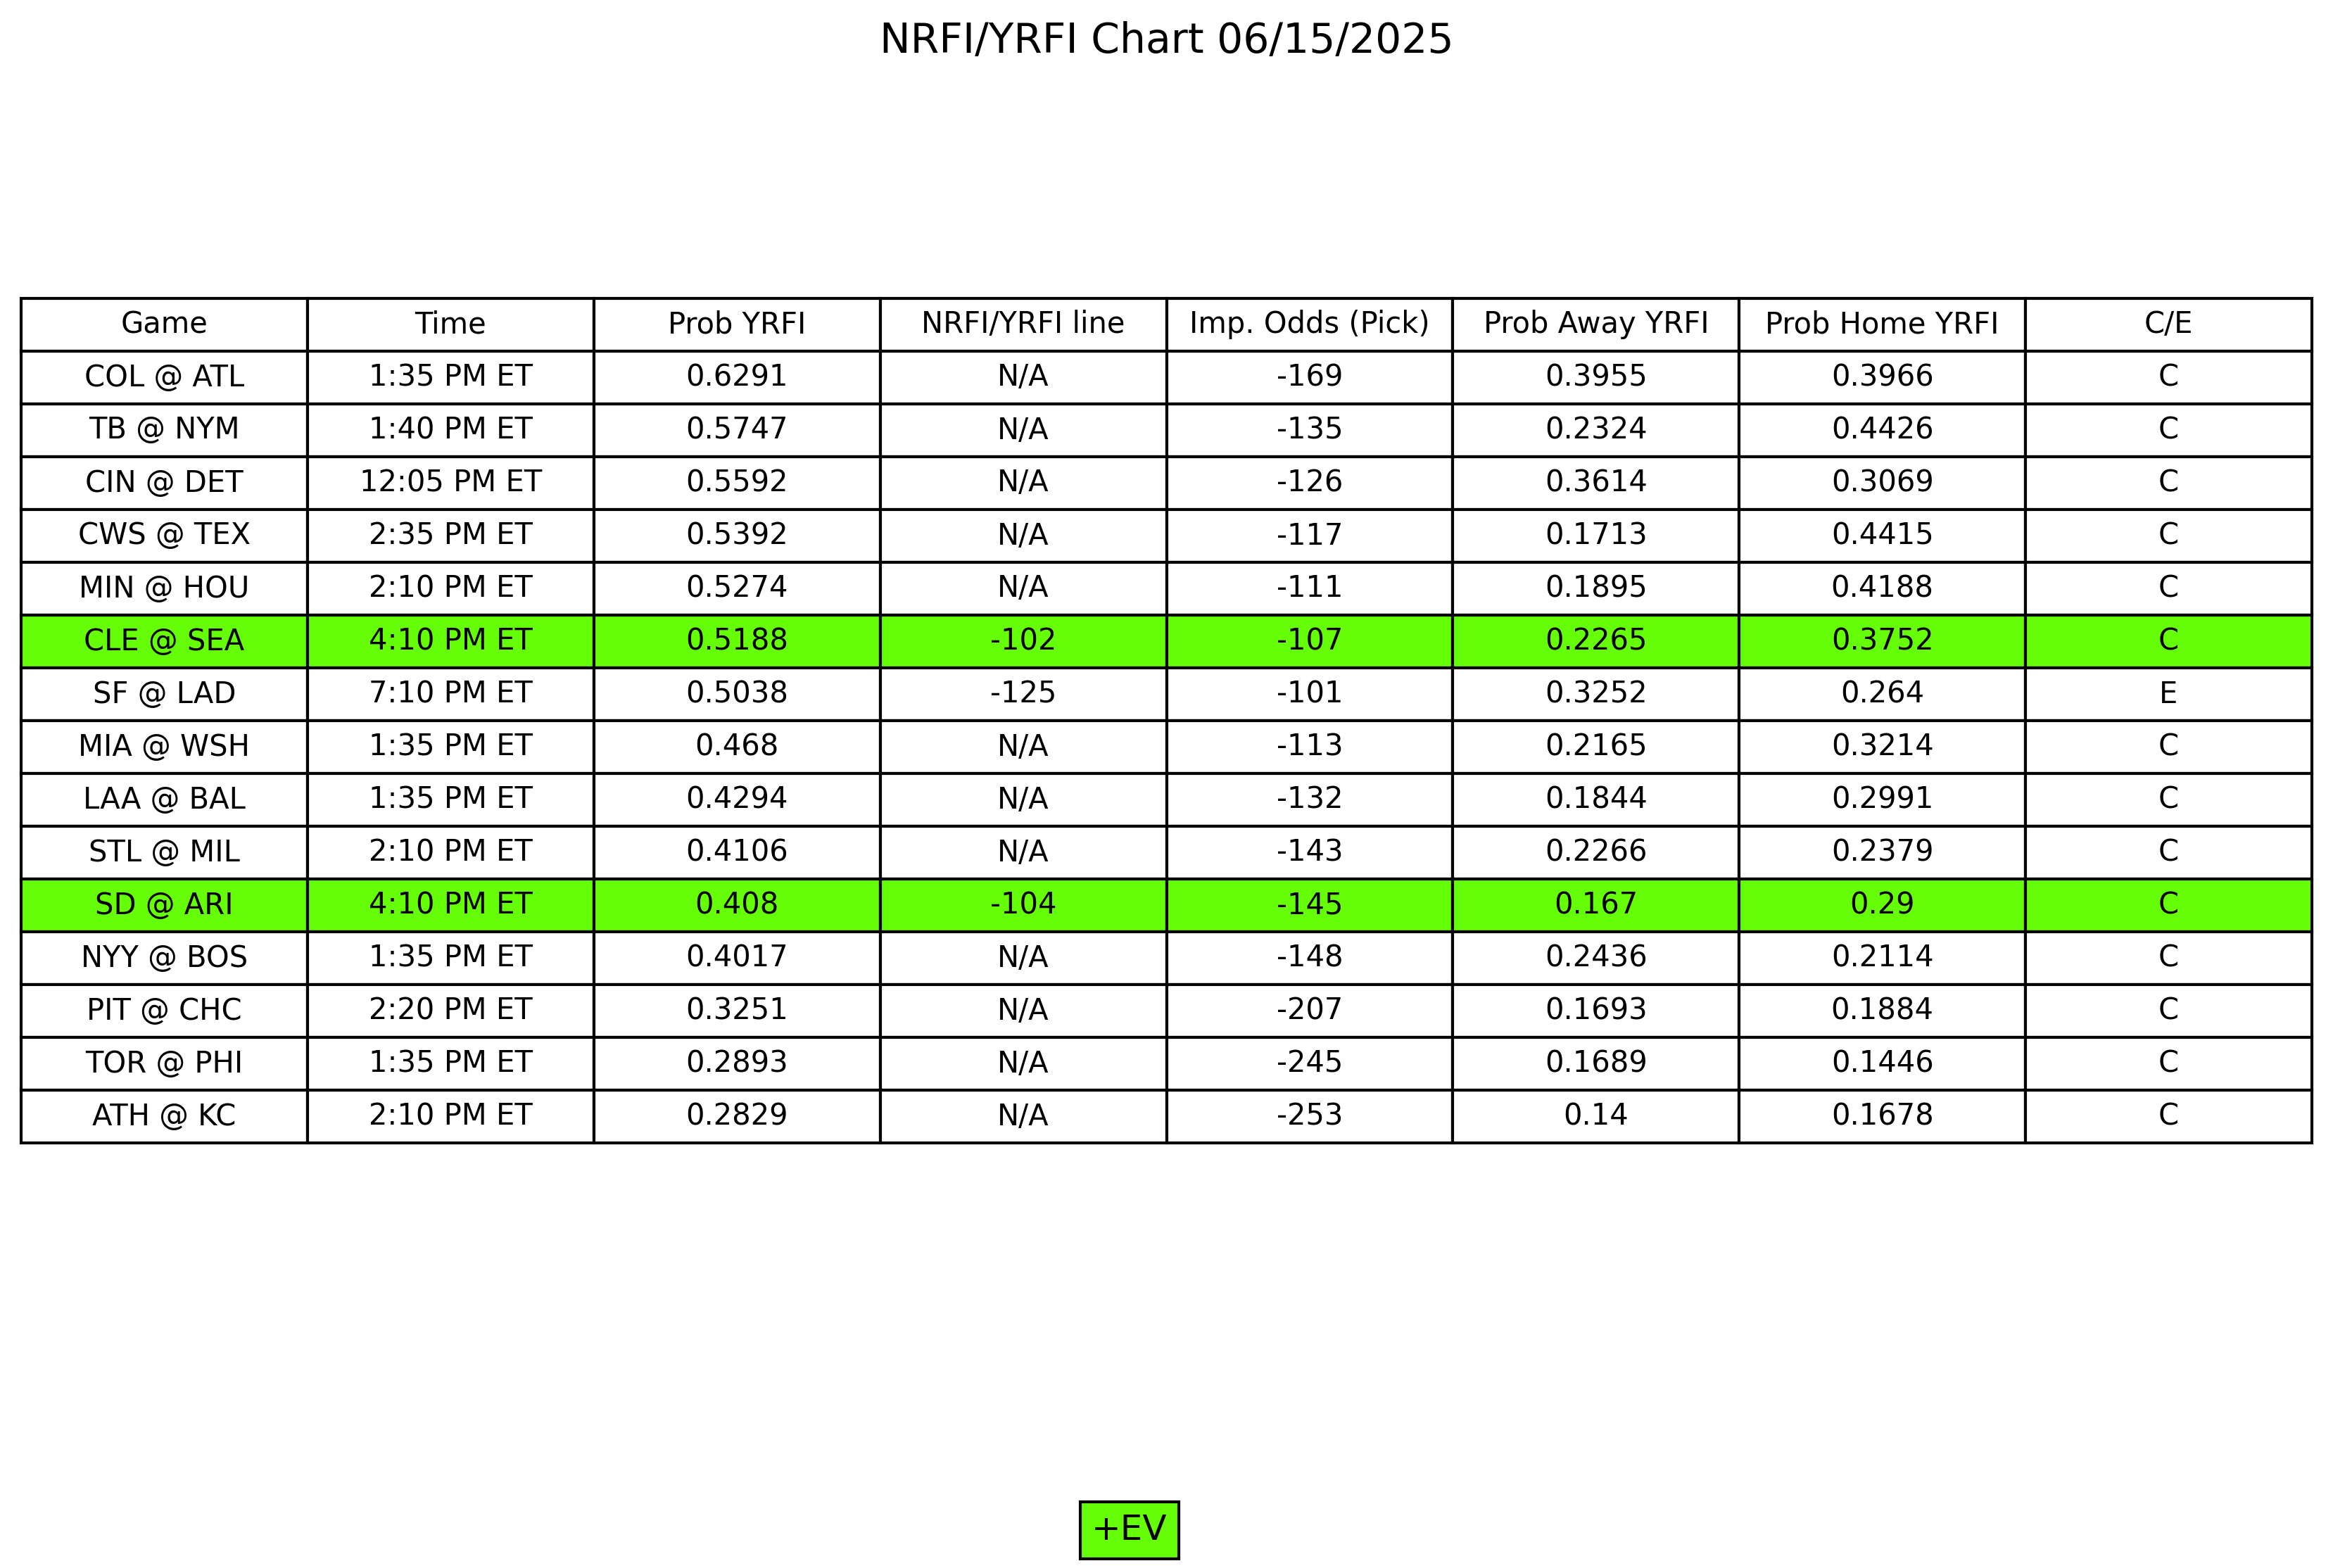 NRFI/YRFI Chart 06/15/2025
Game Time Prob YRFI NRFI/YRFI line Imp. Odds (Pick) Prob Away YRFI Prob Home YRFI C/E
COL @ ATL 1:35 PM ET 0.6291 N/A -169 0.3955 0.3966 C
TB @ NYM 1:40 PM ET 0.5747 N/A -135 0.2324 0.4426 C
CIN @ DET 12:05 PM ET 0.5592 N/A -126 0.3614 0.3069 C
CWS @ TEX 2:35 PM ET 0.5392 N/A -117 0.1713 0.4415 C
MIN @ HOU 2:10 PM ET 0.5274 N/A -111 0.1895 0.4188 C
CLE @ SEA 4:10 PM ET 0.5188 -102 -107 0.2265 0.3752 C
SF @ LAD 7:10 PM ET 0.5038 -125 -101 0.3252 0.264 E
MIA @ WSH 1:35 PM ET 0.468 N/A -113 0.2165 0.3214 C
LAA @ BAL 1:35 PM ET 0.4294 N/A -132 0.1844 0.2991 C
STL @ MIL 2:10 PM ET 0.4106 N/A -143 0.2266 0.2379 C
SD @ ARI 4:10 PM ET 0.408 -104 -145 0.167 0.29 C
NYY @ BOS 1:35 PM ET 0.4017 N/A -148 0.2436 0.2114 C
PIT @ CHC 2:20 PM ET 0.3251 N/A -207 0.1693 0.1884 C
TOR @ PHI 1:35 PM ET 0.2893 N/A -245 0.1689 0.1446 C
ATH @ KC 2:10 PM ET 0.2829 N/A -253 0.14 0.1678 C
+EV